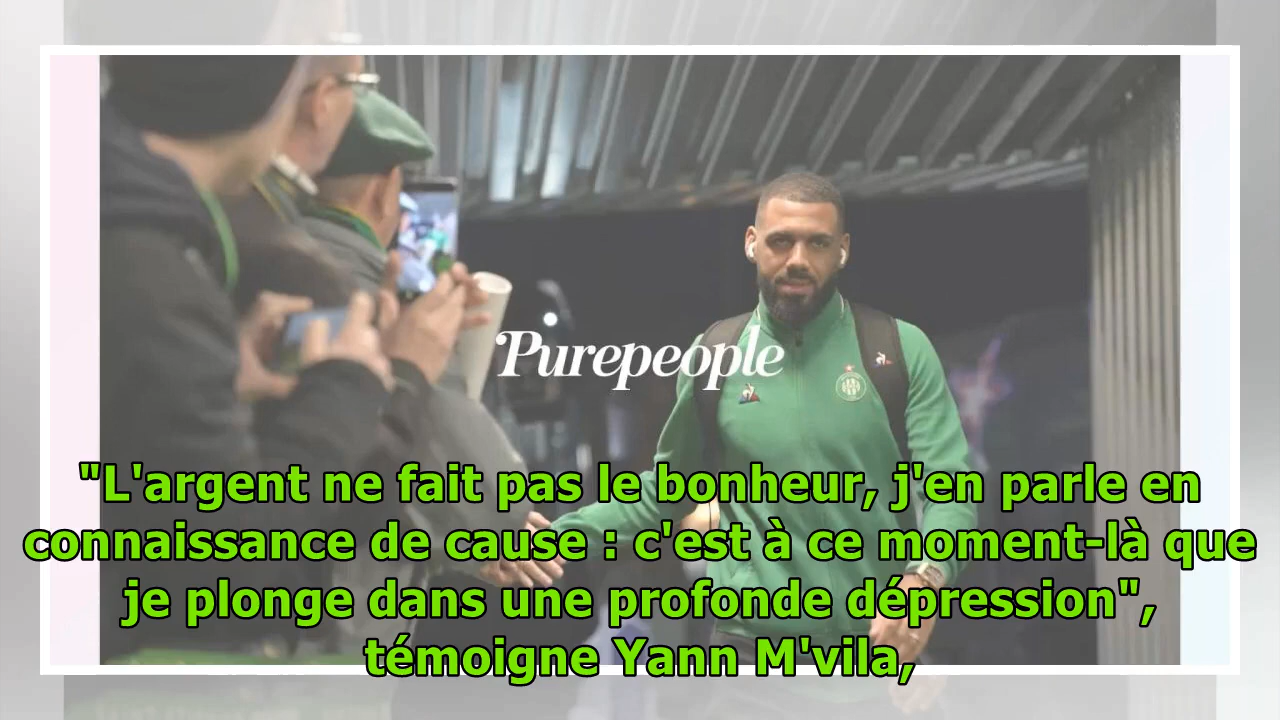 Purepeople
"L'argent ne fait pas le bonheur, j'en parle en
connaissance de cause : c'est à ce moment-là que
je plonge dans une profonde dépression",
témoigne Yann M'vila,